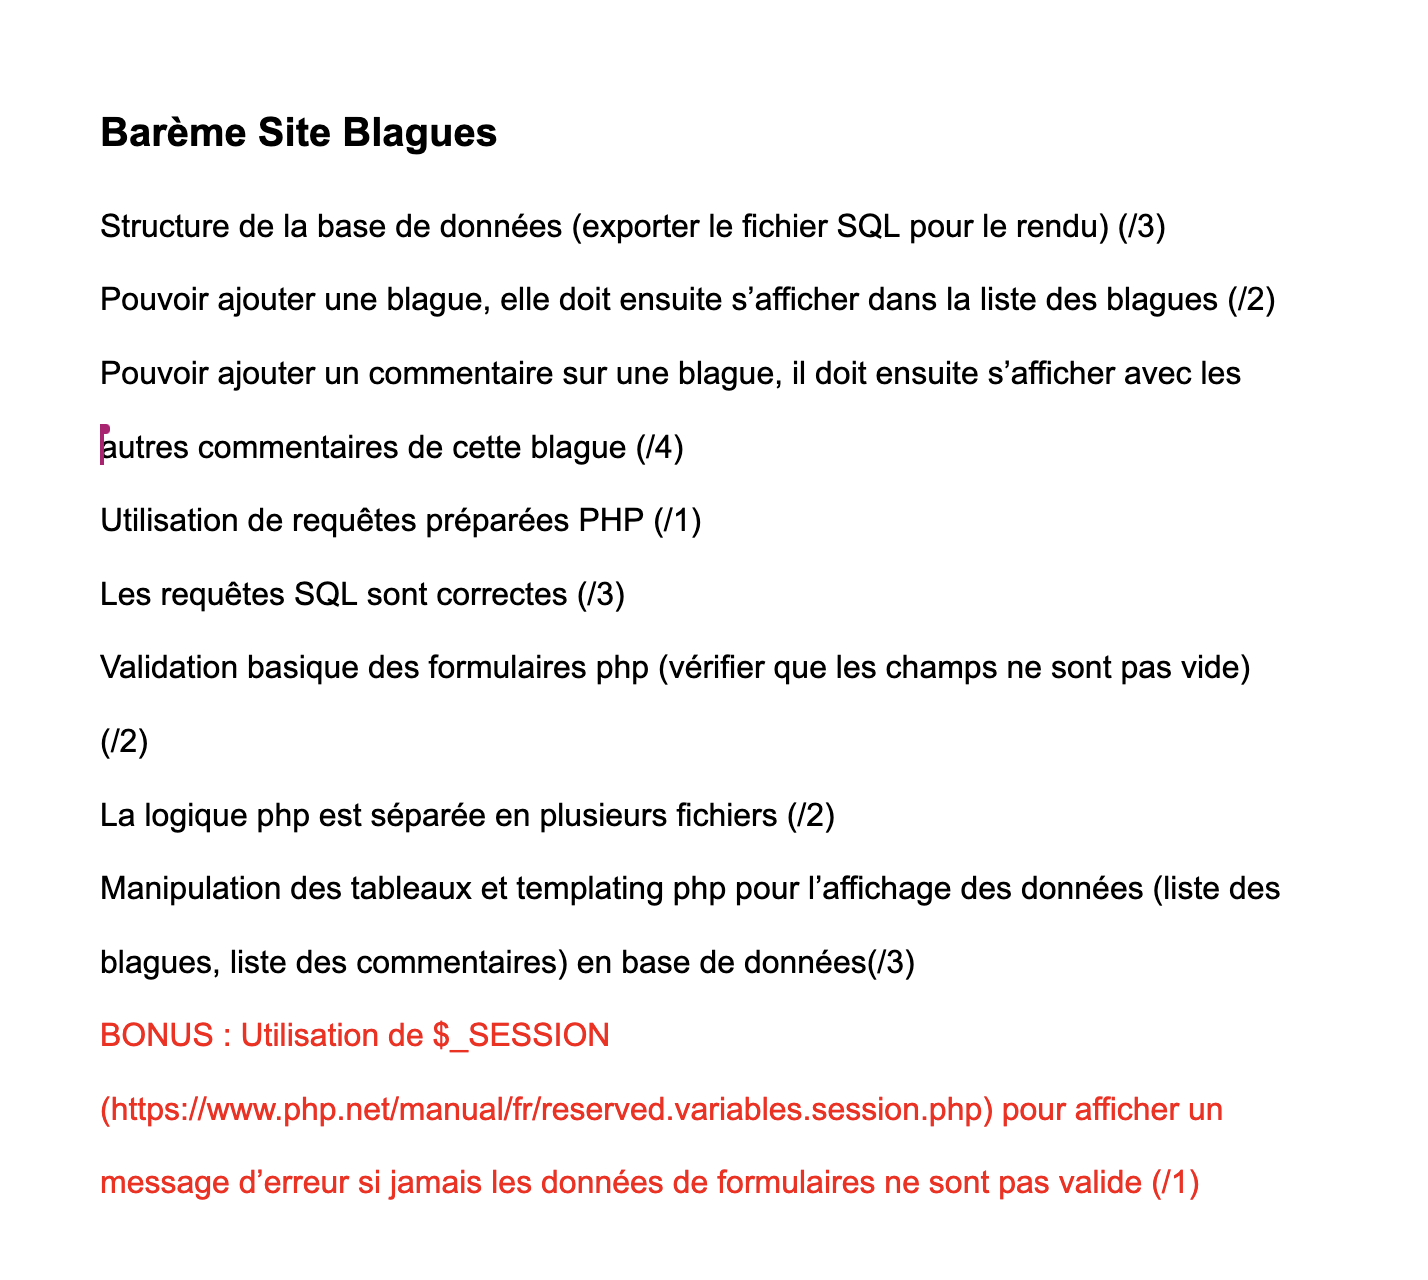 Barème Site Blagues
Structure de la base de données (exporter le fichier SQL pour le rendu) (/3)
Pouvoir ajouter une blague, elle doit ensuite s’afficher dans la liste des blagues (/2)
Pouvoir ajouter un commentaire sur une blague, il doit ensuite s’afficher avec les
autres commentaires de cette blague (/4)
Utilisation de requêtes préparées PHP (/1)
Les requêtes SQL sont correctes (/3)
Validation basique des formulaires php (vérifier que les champs ne sont pas vide)
(/2)
La logique php est séparée en plusieurs fichiers (/2)
Manipulation des tableaux et templating php pour l’affichage des données (liste des
blagues, liste des commentaires) en base de données(/3)
BONUS : Utilisation de $_SESSION
(https://www.php.net/manual/fr/reserved.variables.session.php) pour afficher un
message d’erreur si jamais les données de formulaires ne sont pas valide (/1)